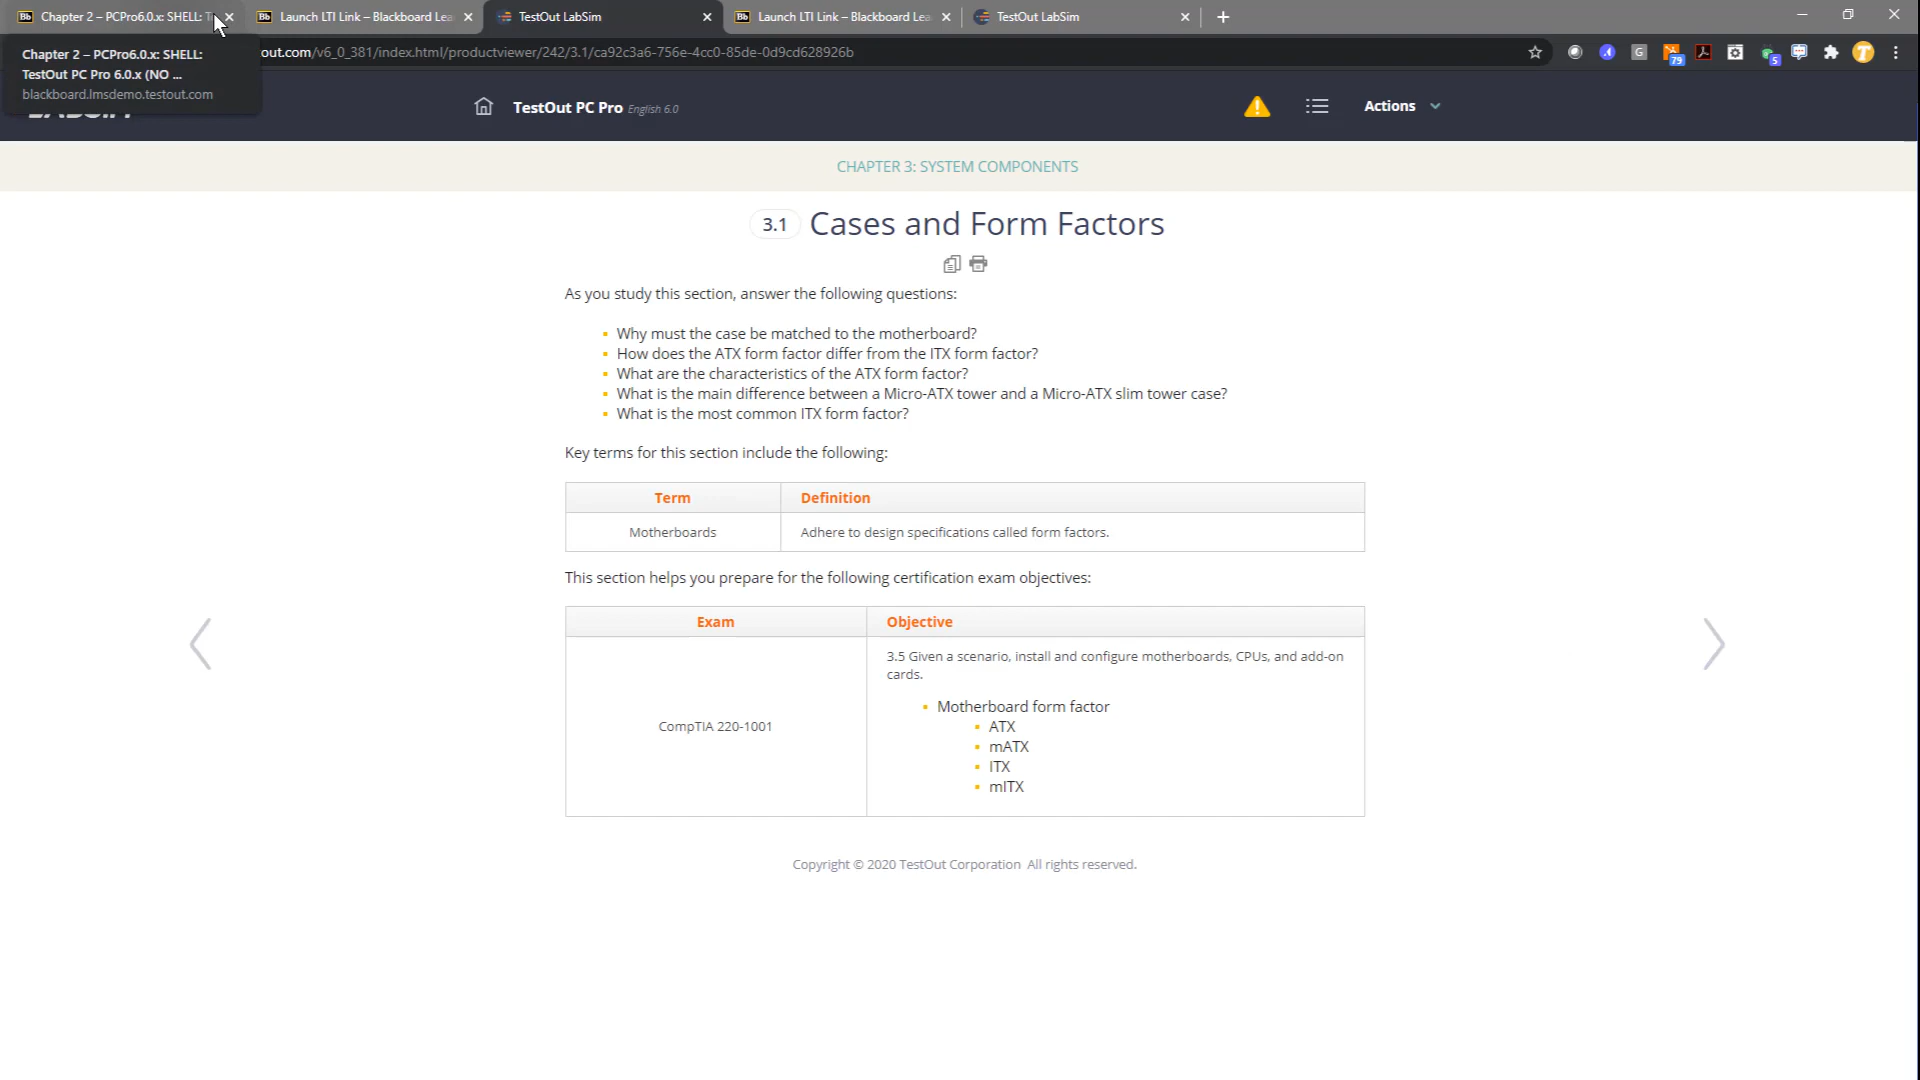 Chapter 2 – PCPro6.0.x: SHELL: T
Launch LTI Link – Blackboard Lea
TestOut LabSim
Launch LTI Link – Blackboard Lea
TestOut LabSim
Chapter 2 – PCPro6.0.x: SHELL:
TestOut PC Pro 6.0.x (NO ...
blackboard.lmsdemo.testout.com
out.com/v6_0_381/index.html/productviewer/242/3.1/ca92c3a6-756e-4cc0-85de-0d9cd628926b
79
5
TestOut PC Pro English 6.0
Actions
CHAPTER 3: SYSTEM COMPONENTS
3.1 Cases and Form Factors
As you study this section, answer the following questions:
Why must the case be matched to the motherboard?
How does the ATX form factor differ from the ITX form factor?
What are the characteristics of the ATX form factor?
What is the main difference between a Micro-ATX tower and a Micro-ATX slim tower case?
What is the most common ITX form factor?
Key terms for this section include the following:
Term Definition
Motherboards Adhere to design specifications called form factors.
This section helps you prepare for the following certification exam objectives:
Exam Objective
3.5 Given a scenario, install and configure motherboards, CPUs, and add-on
cards.
Motherboard form factor
CompTIA 220-1001
ATX
mATX
ITX
mITX
Copyright © 2020 TestOut Corporation All rights reserved.